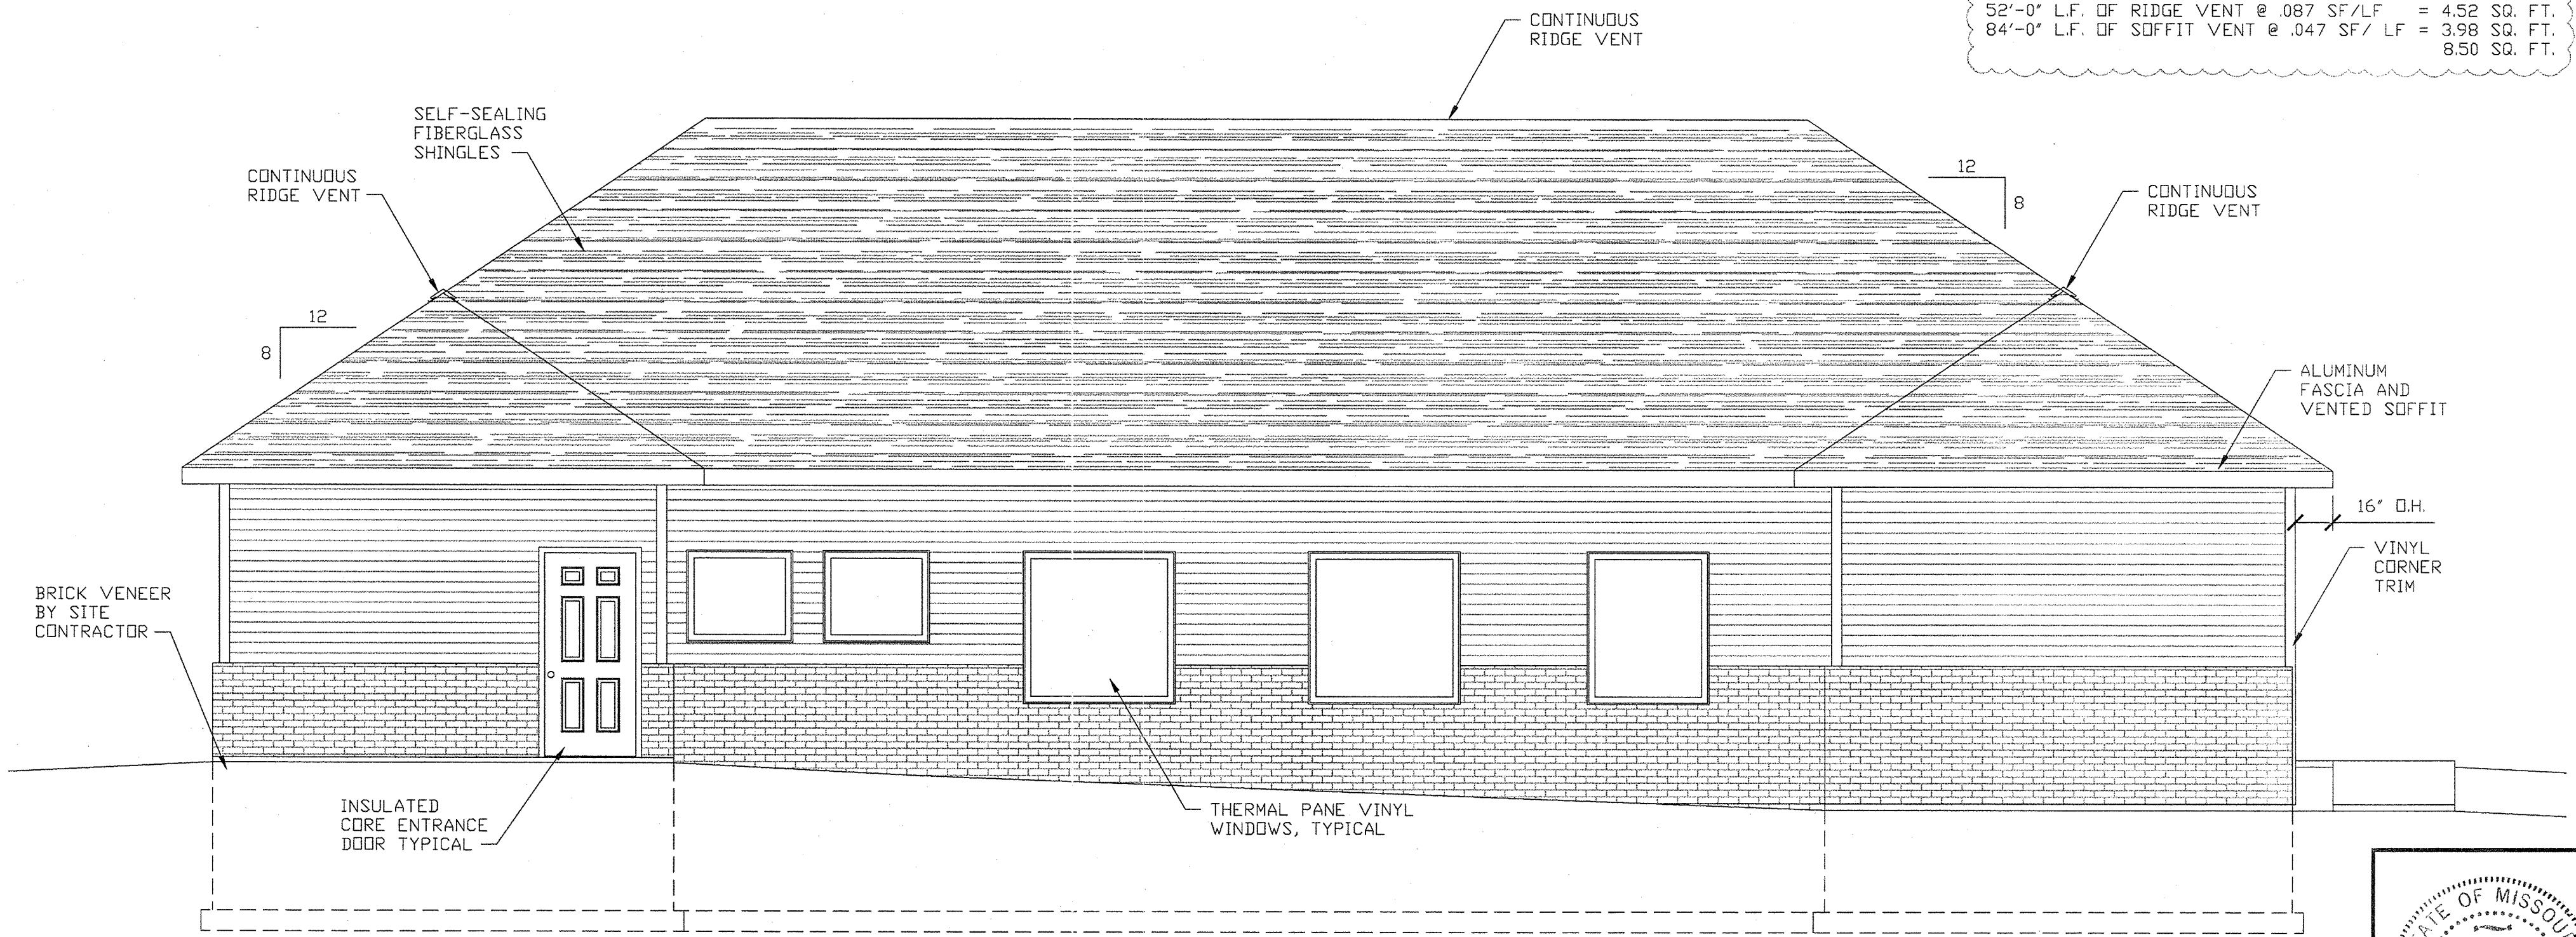 CONTINUOUS
RIDGE VENT
52'-0" L.F. OF RIDGE VENT @ .087 SF/LF = 4.52 SQ. FT.
84'-0" L.F. OF SOFFIT VENT @ .047 SF/ LF = 3.98 SQ. FT.
8.50 SQ. FT.
SELF-SEALING
FIBERGLASS
SHINGLES
CONTINUOUS
RIDGE VENT
12
8
CONTINUOUS
RIDGE VENT
12
8
ALUMINUM
FASCIA AND
VENTED SOFFIT
16" O.H.
VINYL
CORNER
TRIM
BRICK VENEER
BY SITE
CONTRACTOR
INSULATED
CORE ENTRANCE
DOOR TYPICAL
THERMAL PANE VINYL
WINDOWS, TYPICAL
OF MISSOU